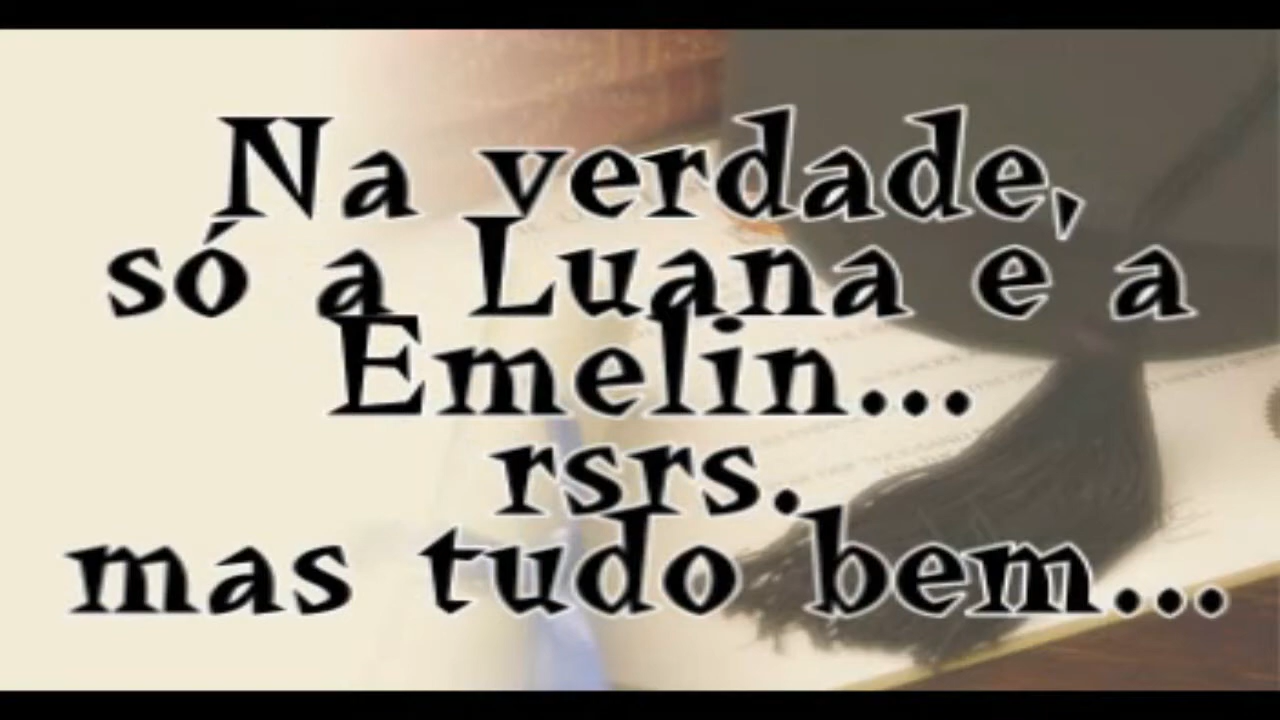 Na verdade,
só a Luana e a
Emelin...
rsrs.
mas tudo bem...